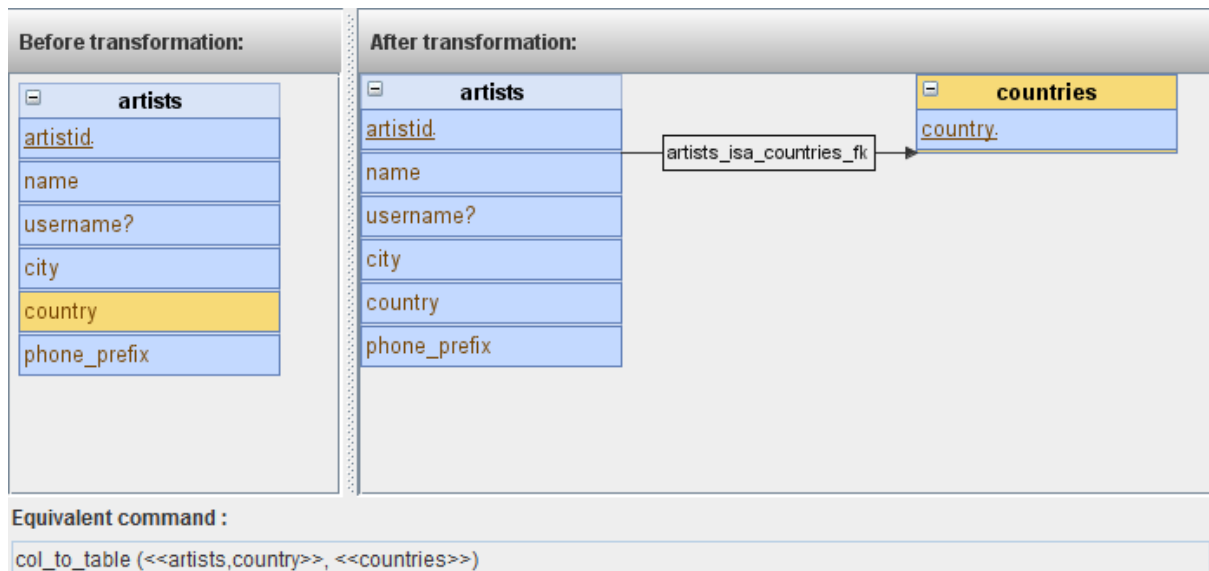 Before transformation:
artists
artistid.
name
username?
city
country
phone_prefix
After transformation:
artists
artistid.
name
username?
city
country
phone_prefix
artists_isa_countries_fk
countries
country.
Equivalent command :
col_to_table (<<artists,country>>, <<countries>>)